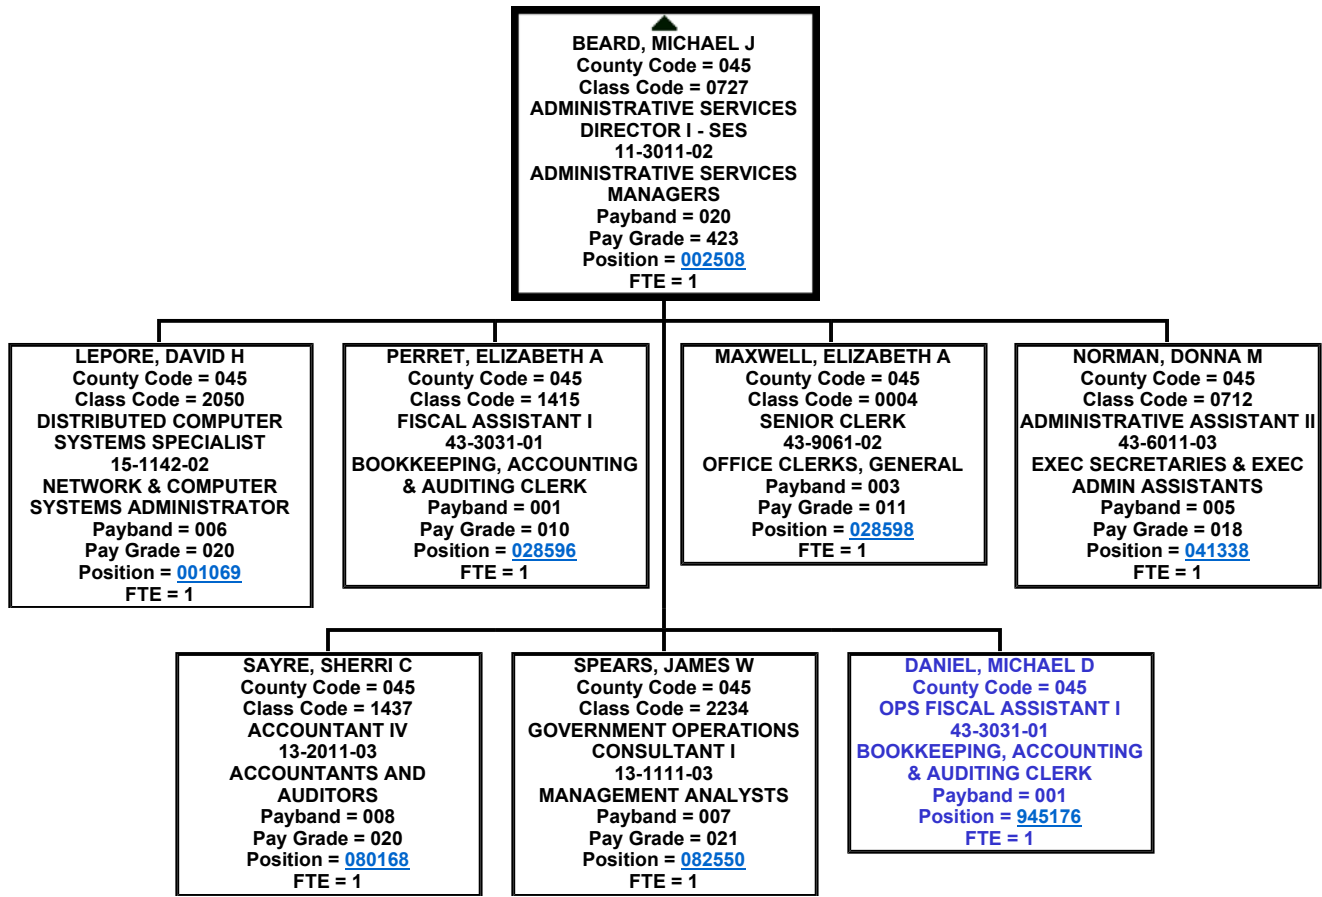 BEARD, MICHAEL J
County Code = 045
Class Code = 0727
ADMINISTRATIVE SERVICES
DIRECTOR I - SES
11-3011-02
ADMINISTRATIVE SERVICES
MANAGERS
Payband = 020
Pay Grade = 423
Position = 002508
FTE = 1
LEPORE, DAVID H
County Code = 045
Class Code = 2050
DISTRIBUTED COMPUTER
SYSTEMS SPECIALIST
15-1142-02
NETWORK & COMPUTER
SYSTEMS ADMINISTRATOR
Payband = 006
Pay Grade = 020
Position = 001069
FTE = 1
PERRET, ELIZABETH A
County Code = 045
Class Code = 1415
FISCAL ASSISTANT I
43-3031-01
BOOKKEEPING, ACCOUNTING
& AUDITING CLERK
Payband = 001
Pay Grade = 010
Position = 028596
FTE = 1
MAXWELL, ELIZABETH A
County Code = 045
Class Code = 0004
SENIOR CLERK
43-9061-02
OFFICE CLERKS, GENERAL
Payband = 003
Pay Grade = 011
Position = 028598
FTE = 1
NORMAN, DONNA M
County Code = 045
Class Code = 0712
ADMINISTRATIVE ASSISTANT II
43-6011-03
EXEC SECRETARIES & EXEC
ADMIN ASSISTANTS
Payband = 005
Pay Grade = 018
Position = 041338
FTE = 1
SAYRE, SHERRI C
County Code = 045
Class Code = 1437
ACCOUNTANT IV
13-2011-03
ACCOUNTANTS AND
AUDITORS
Payband = 008
Pay Grade = 020
Position = 080168
FTE = 1
SPEARS, JAMES W
County Code = 045
Class Code = 2234
GOVERNMENT OPERATIONS
CONSULTANT I
13-1111-03
MANAGEMENT ANALYSTS
Payband = 007
Pay Grade = 021
Position = 082550
FTE = 1
DANIEL, MICHAEL D
County Code = 045
OPS FISCAL ASSISTANT I
43-3031-01
BOOKKEEPING, ACCOUNTING
& AUDITING CLERK
Payband = 001
Position = 945176
FTE = 1